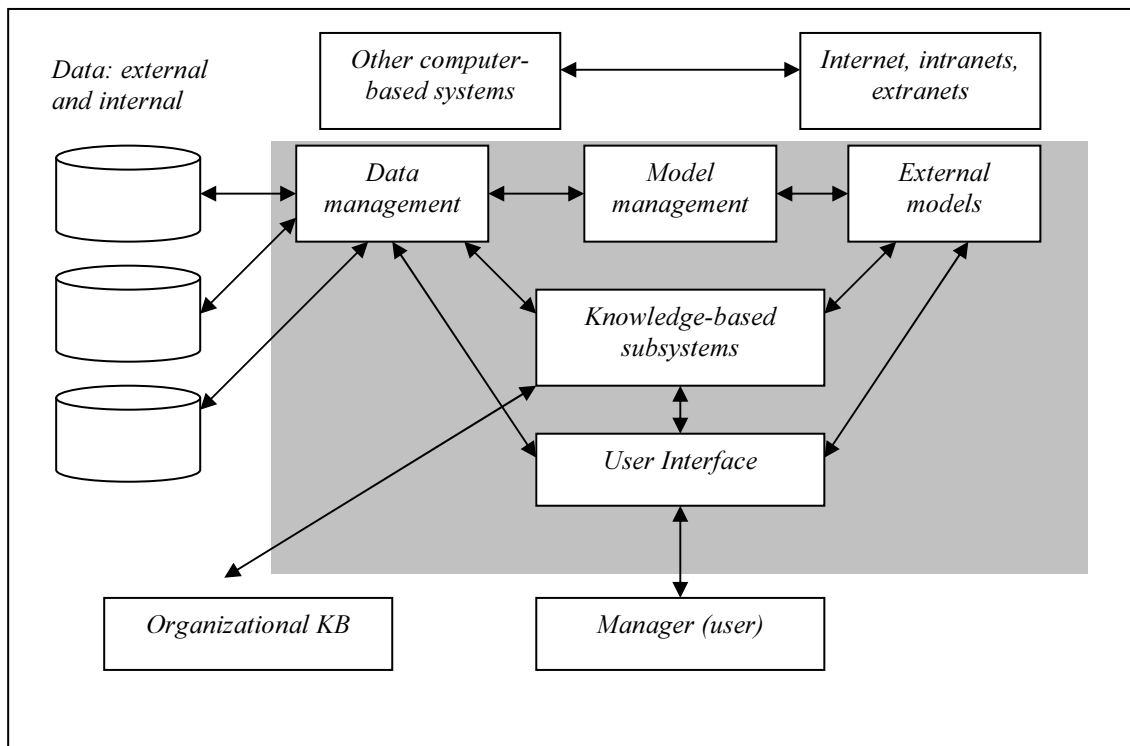 Data: external
and internal
Other computer-
based systems
Internet, intranets,
extranets
Data
management
Model
management
External
models
Knowledge-based
subsystems
User Interface
Organizational KB
Manager (user)